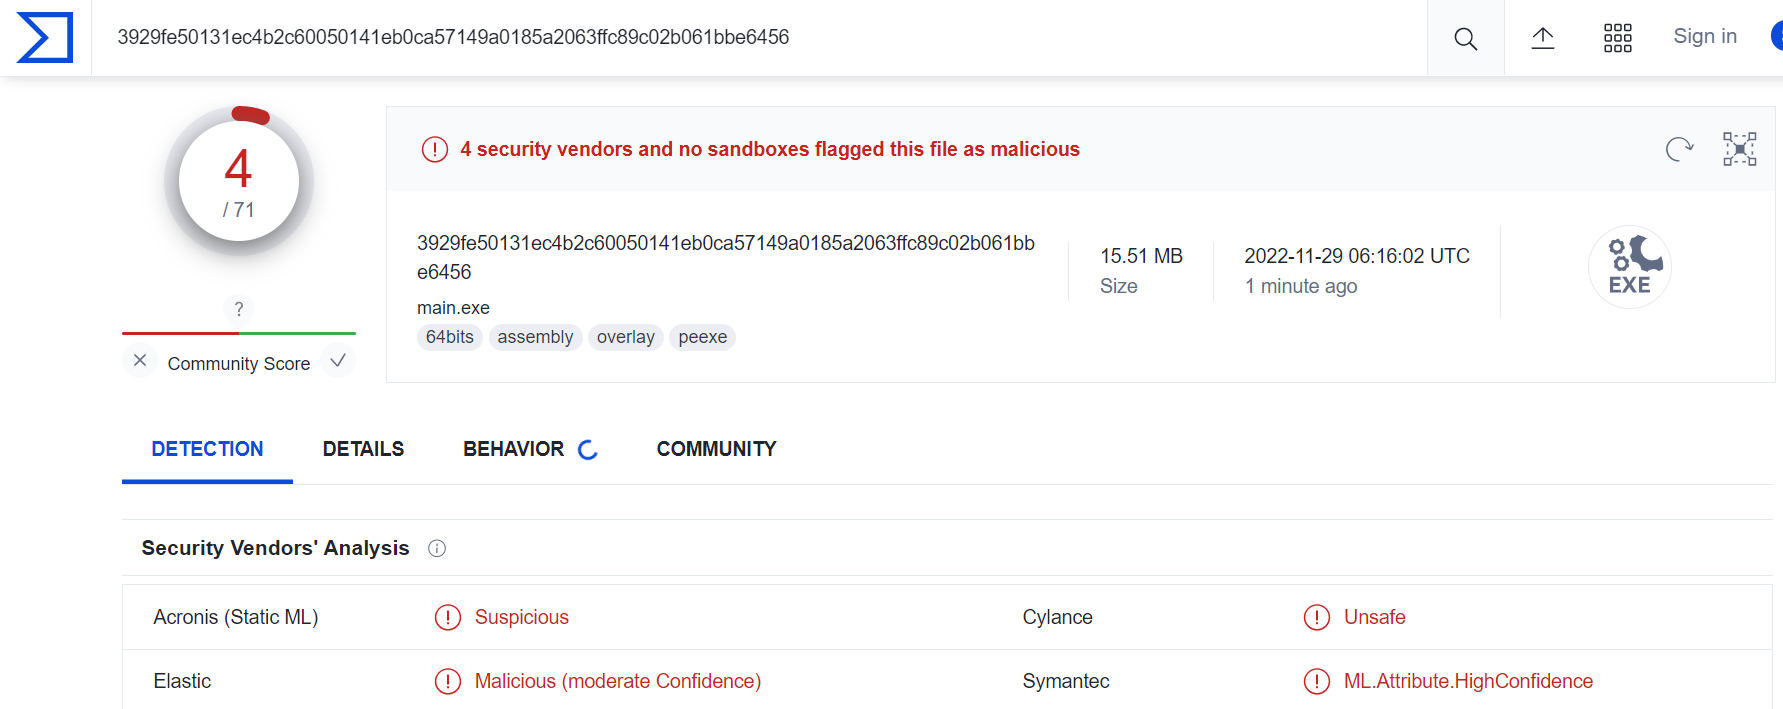 3929fe50131ec4b2c60050141eb0ca57149a0185a2063ffc89c02b061bbe6456
Sign in
4
/ 71
?
Community Score
4 security vendors and no sandboxes flagged this file as malicious
3929fe50131ec4b2c60050141eb0ca57149a0185a2063ffc89c02b061bb
e6456
main.exe
64bits assembly overlay peexe
15.51 MB
Size
2022-11-29 06:16:02 UTC
1 minute ago
EXE
DETECTION DETAILS BEHAVIOR COMMUNITY
Security Vendors' Analysis
Acronis (Static ML) Suspicious Cylance Unsafe
Elastic Malicious (moderate Confidence) Symantec ML.Attribute.HighConfidence